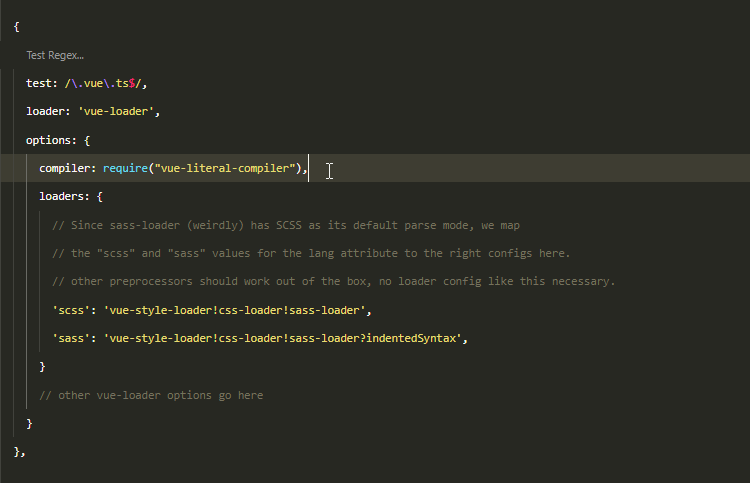 {
Test Regex...
test: /\.vue\.ts$/,
loader: 'vue-loader',
options: {
compiler: require("vue-literal-compiler"),
loaders: {
// Since sass-loader (weirdly) has SCSS as its default parse mode, we map
// the "scss" and "sass" values for the lang attribute to the right configs here.
// other preprocessors should work out of the box, no loader config like this necessary.
'scss': 'vue-style-loader!css-loader!sass-loader',
'sass': 'vue-style-loader!css-loader!sass-loader?indentedSyntax',
}
// other vue-loader options go here
}
},